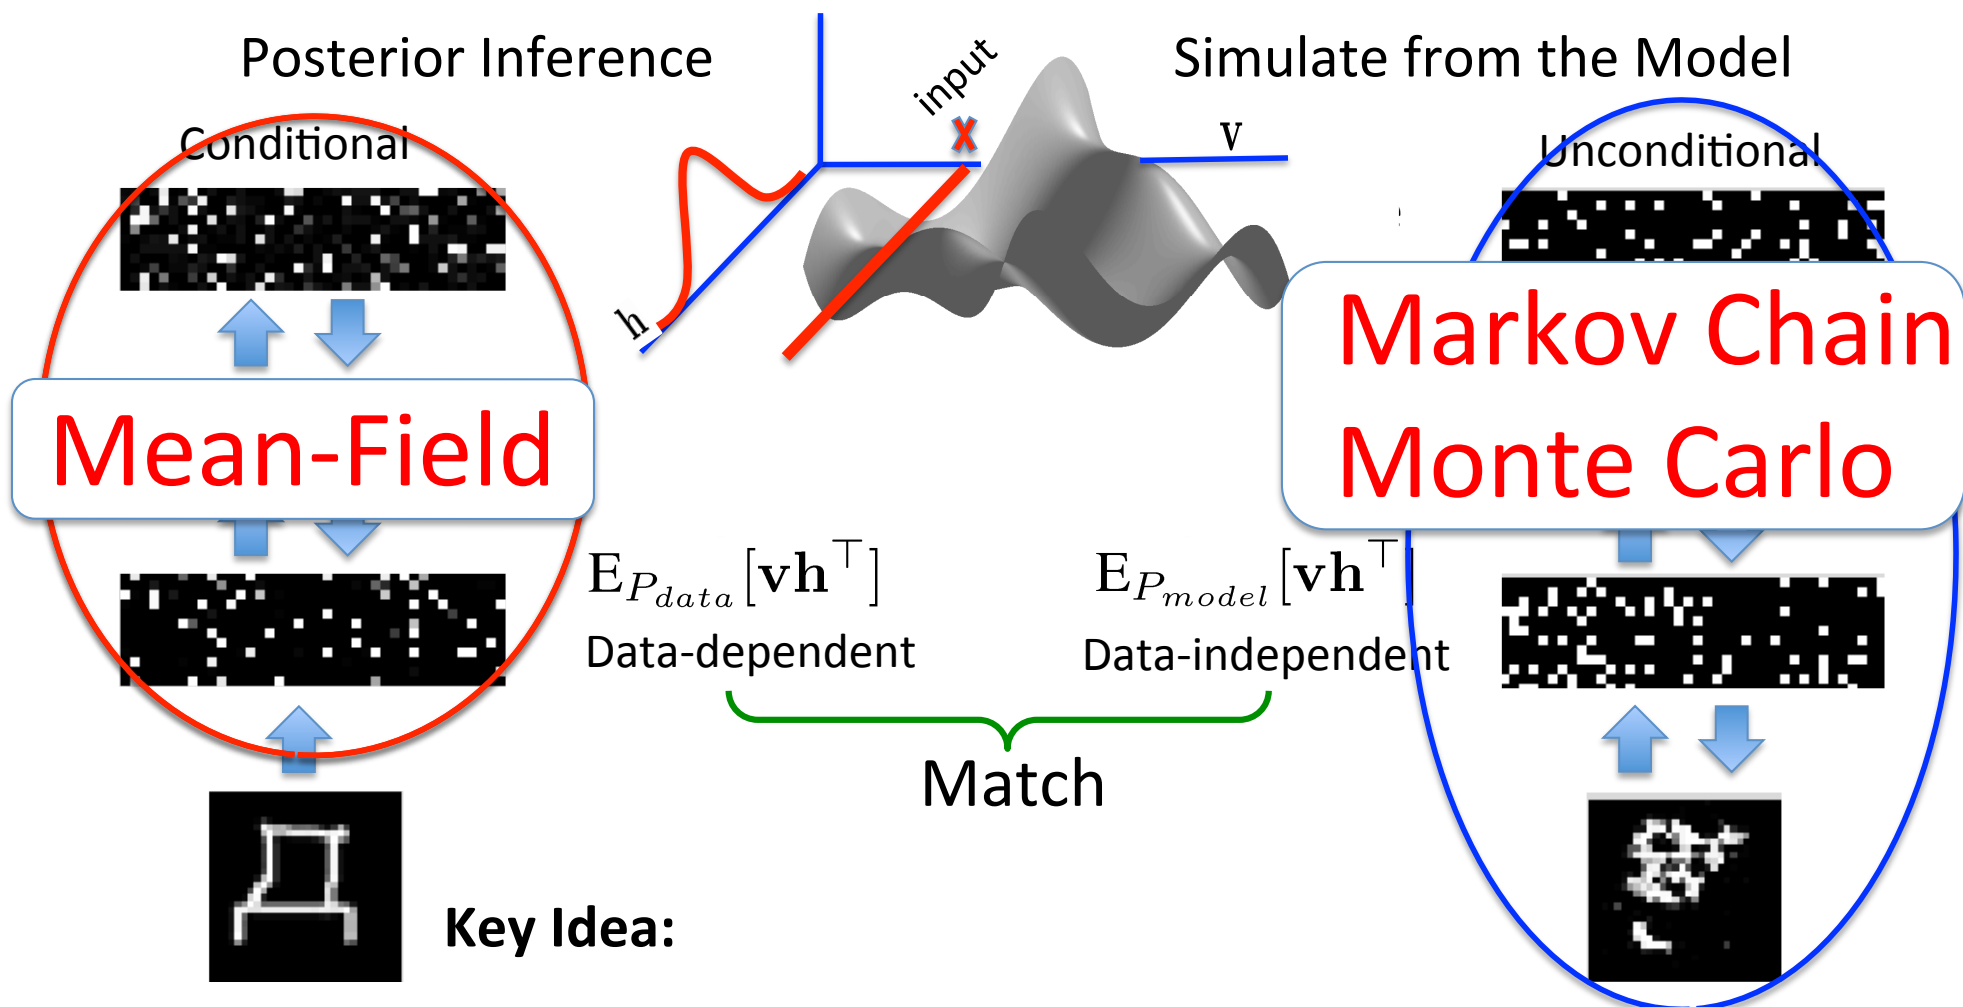 Posterior Inference
Simulate from the Model
Conditional
input
v
Unconditional
h
Mean-Field
Markov Chain
Monte Carlo
E_{P_{data}}[vh^⊤]
E_{P_{model}}[vh^⊤]
Data-dependent
Data-independent
Match
Д
Key Idea: